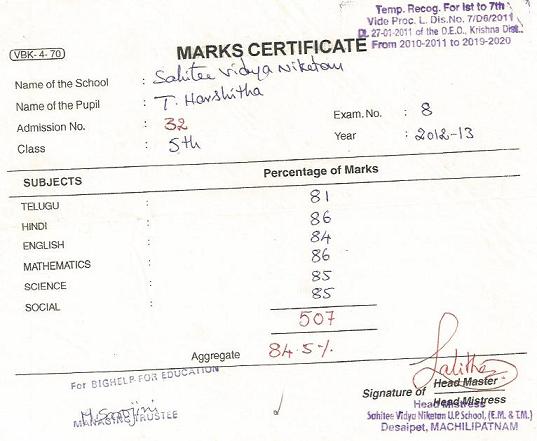 Temp. Recog. For Ist to 7th
Vide Proc. L. Dis. No. 7/D6/2011
Dt. 27-01-2011 of the D.E.O., Krishna Dist.,
From 2010-2011 to 2019-2020
VBK-4-70
MARKS CERTIFICATE
Name of the School : Sahitee Vidya Niketan
Name of the Pupil : T. Harshitha
Admission No. : 32 Exam. No. : 8
Class : 5th Year : 2012-13
SUBJECTS Percentage of Marks
TELUGU : 81
HINDI : 86
ENGLISH : 84
MATHEMATICS : 86
SCIENCE : 85
SOCIAL : 85
507
Aggregate 84.5%
For BIGHELP FOR EDUCATION
M. Sarojini
MANAGING TRUSTEE
Lalitha
Signature of Head Master
Head Mistress
Head Mistress
Sahitee Vidya Niketan U.P. School, (E.M. & T.M.)
Desaipet, MACHILIPATNAM